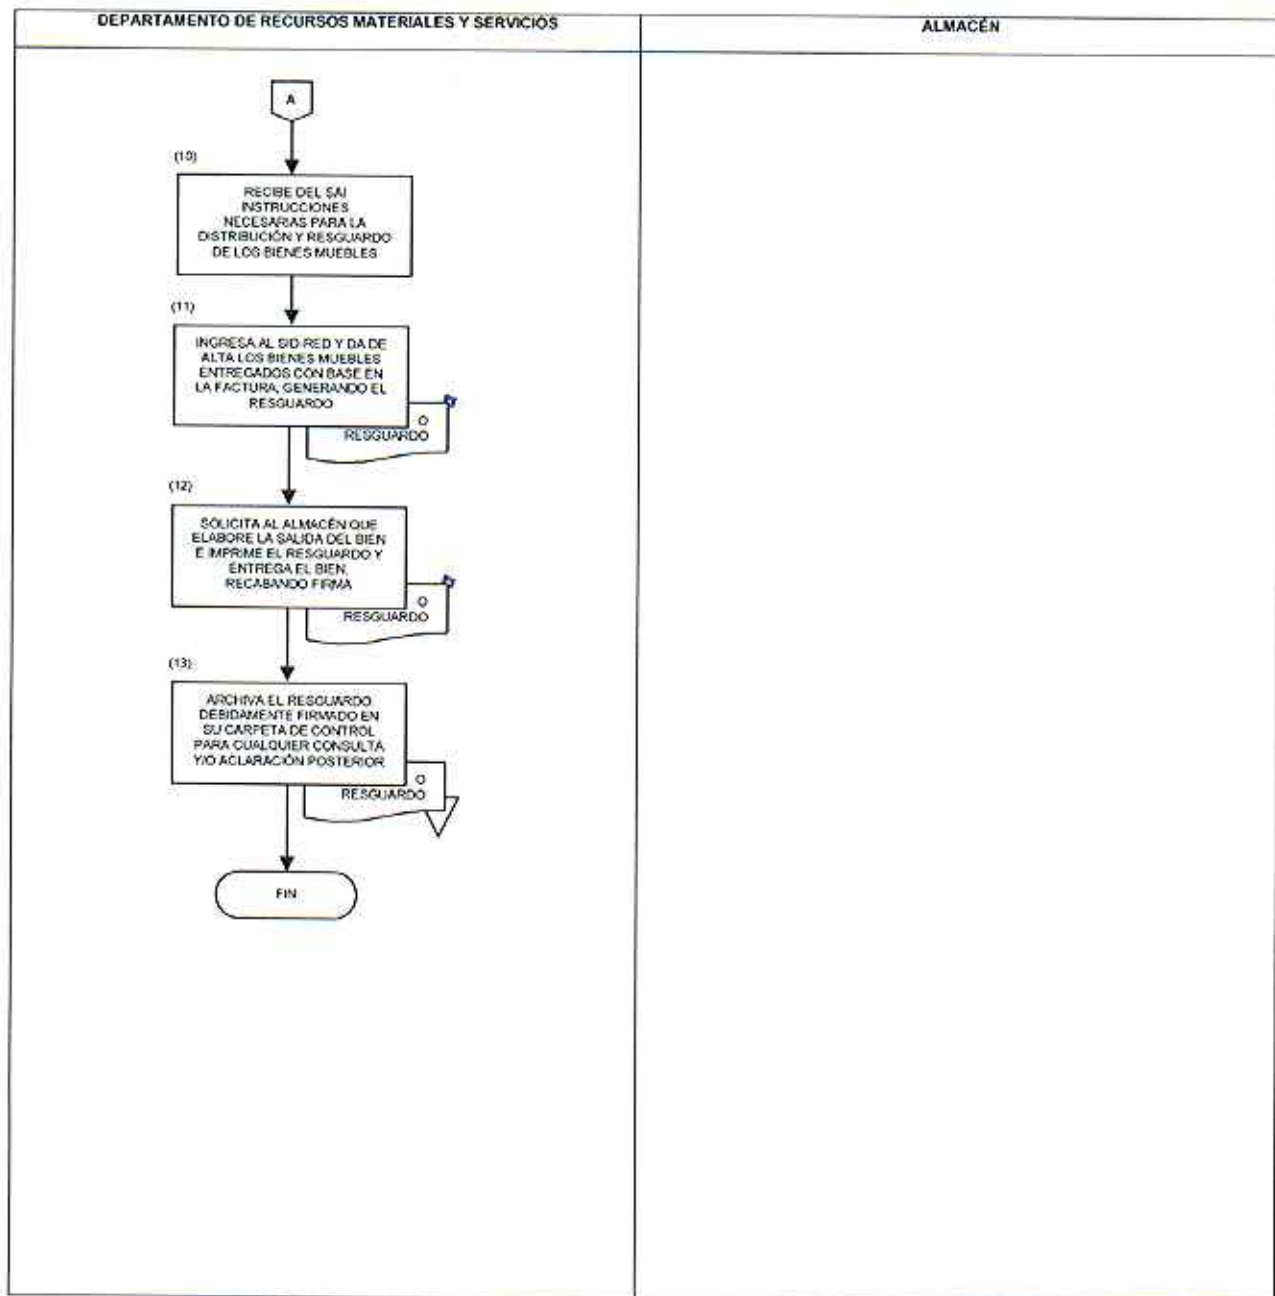 DEPARTAMENTO DE RECURSOS MATERIALES Y SERVICIOS
ALMACÉN
A
(10)
RECIBE DEL SAI
INSTRUCCIONES
NECESARIAS PARA LA
DISTRIBUCIÓN Y RESGUARDO
DE LOS BIENES MUEBLES
(11)
INGRESA AL SID-RED Y DA DE
ALTA LOS BIENES MUEBLES
ENTREGADOS CON BASE EN
LA FACTURA, GENERANDO EL
RESGUARDO
O
RESGUARDO
(12)
SOLICITA AL ALMACÉN QUE
ELABORE LA SALIDA DEL BIEN
E IMPRIME EL RESGUARDO Y
ENTREGA EL BIEN,
RECABANDO FIRMA
O
RESGUARDO
(13)
ARCHIVA EL RESGUARDO
DEBIDAMENTE FIRMADO EN
SU CARPETA DE CONTROL
PARA CUALQUIER CONSULTA
Y/O ACLARACIÓN POSTERIOR
O
RESGUARDO
FIN